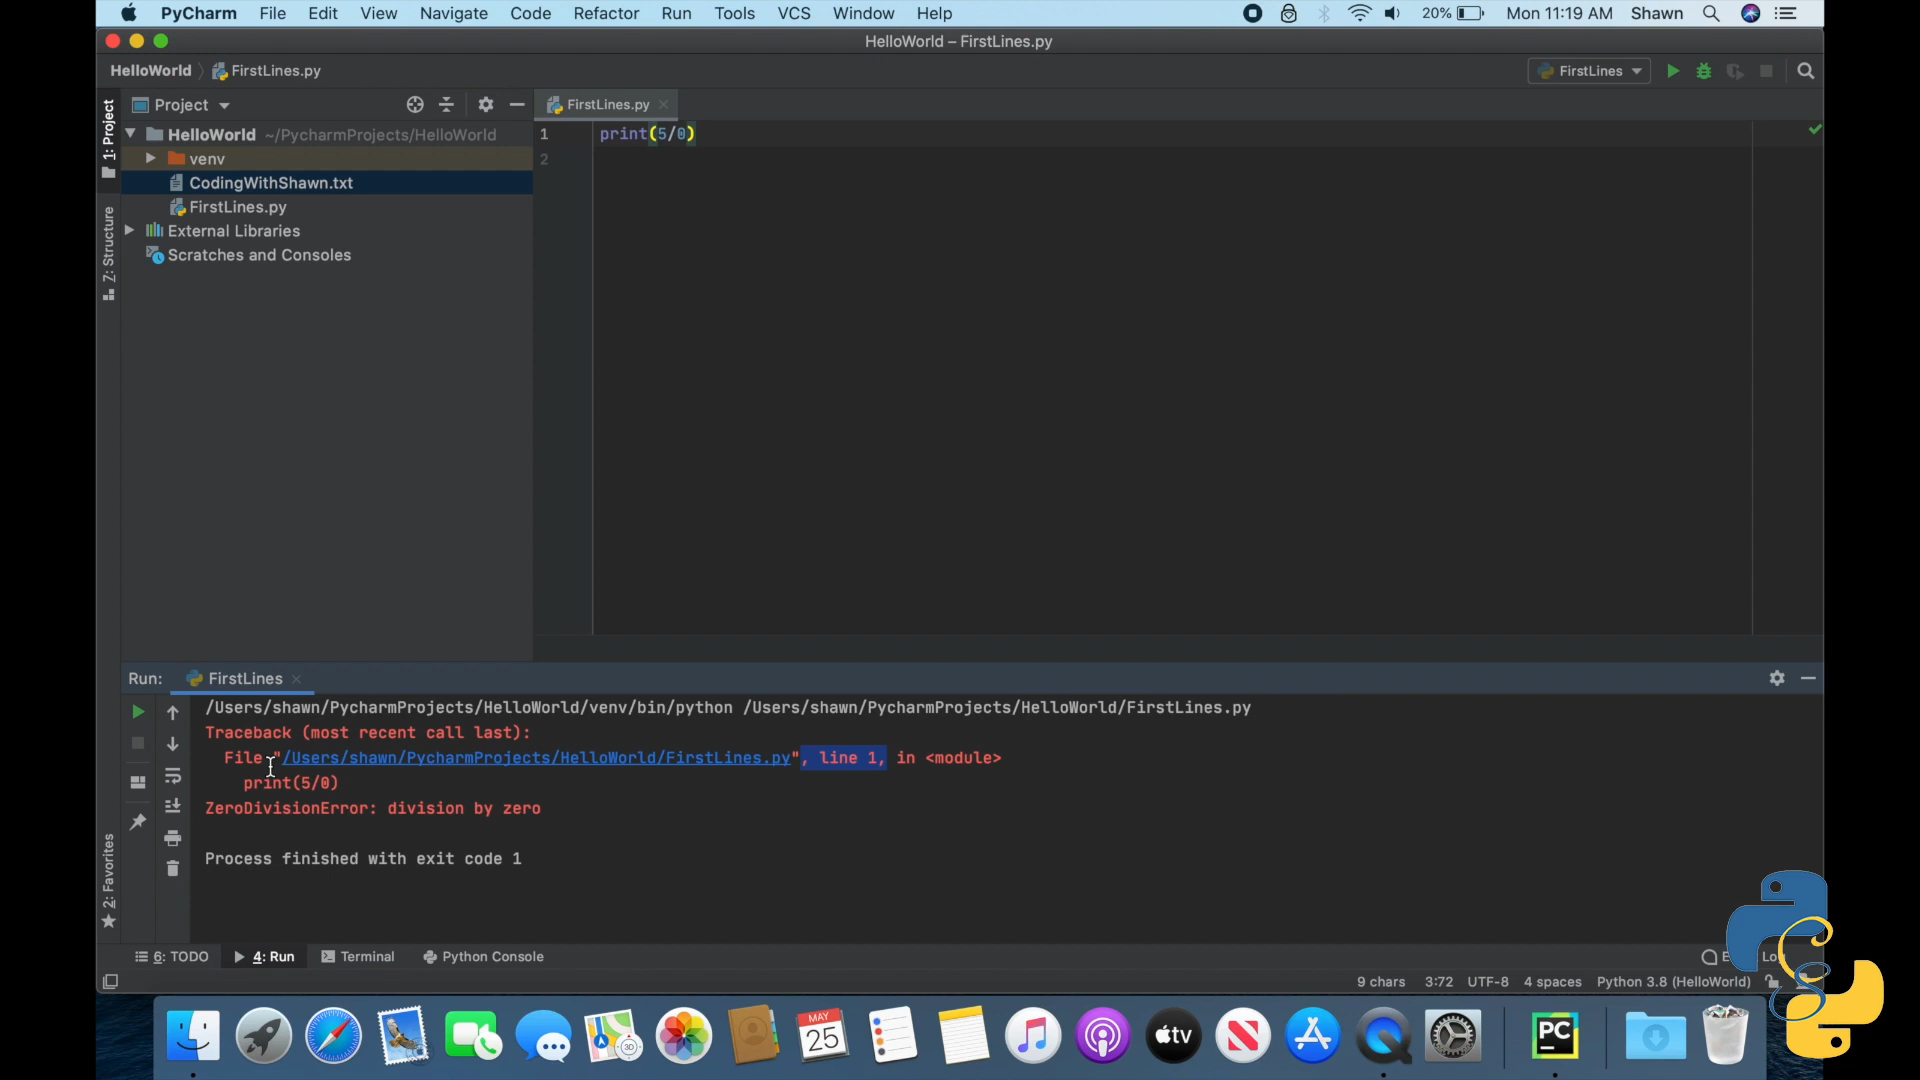 PyCharm File Edit View Navigate Code Refactor Run Tools VCS Window Help 20% Mon 11:19 AM Shawn
HelloWorld – FirstLines.py
HelloWorld FirstLines.py FirstLines
Project FirstLines.py
1: Project
HelloWorld ~/PycharmProjects/HelloWorld
venv
CodingWithShawn.txt
FirstLines.py
External Libraries
Scratches and Consoles
Z: Structure
1 print(5/0)
2
Run: FirstLines
/Users/shawn/PycharmProjects/HelloWorld/venv/bin/python /Users/shawn/PycharmProjects/HelloWorld/FirstLines.py
Traceback (most recent call last):
File "/Users/shawn/PycharmProjects/HelloWorld/FirstLines.py", line 1, in <module>
print(5/0)
ZeroDivisionError: division by zero
Process finished with exit code 1
2: Favorites
6: TODO 4: Run Terminal Python Console
9 chars 3:72 UTF-8 4 spaces Python 3.8 (HelloWorld)
3D
MAY
25
tv
PC